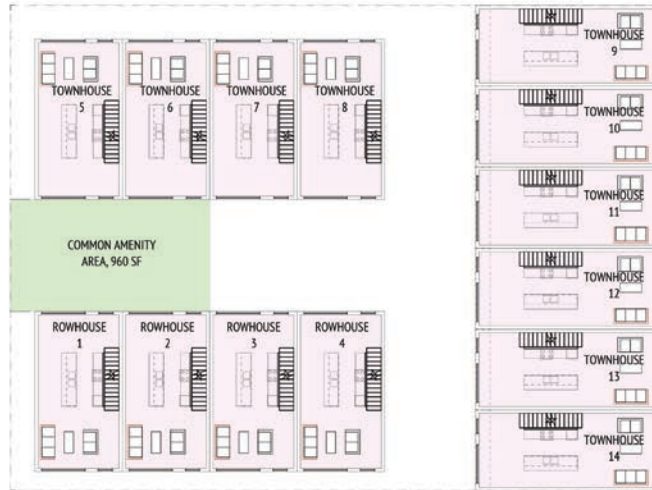 TOWNHOUSE
5
TOWNHOUSE
6
TOWNHOUSE
7
TOWNHOUSE
8
TOWNHOUSE
9
TOWNHOUSE
10
TOWNHOUSE
11
TOWNHOUSE
12
TOWNHOUSE
13
TOWNHOUSE
14
COMMON AMENITY
AREA, 960 SF
ROWHOUSE
1
ROWHOUSE
2
ROWHOUSE
3
ROWHOUSE
4